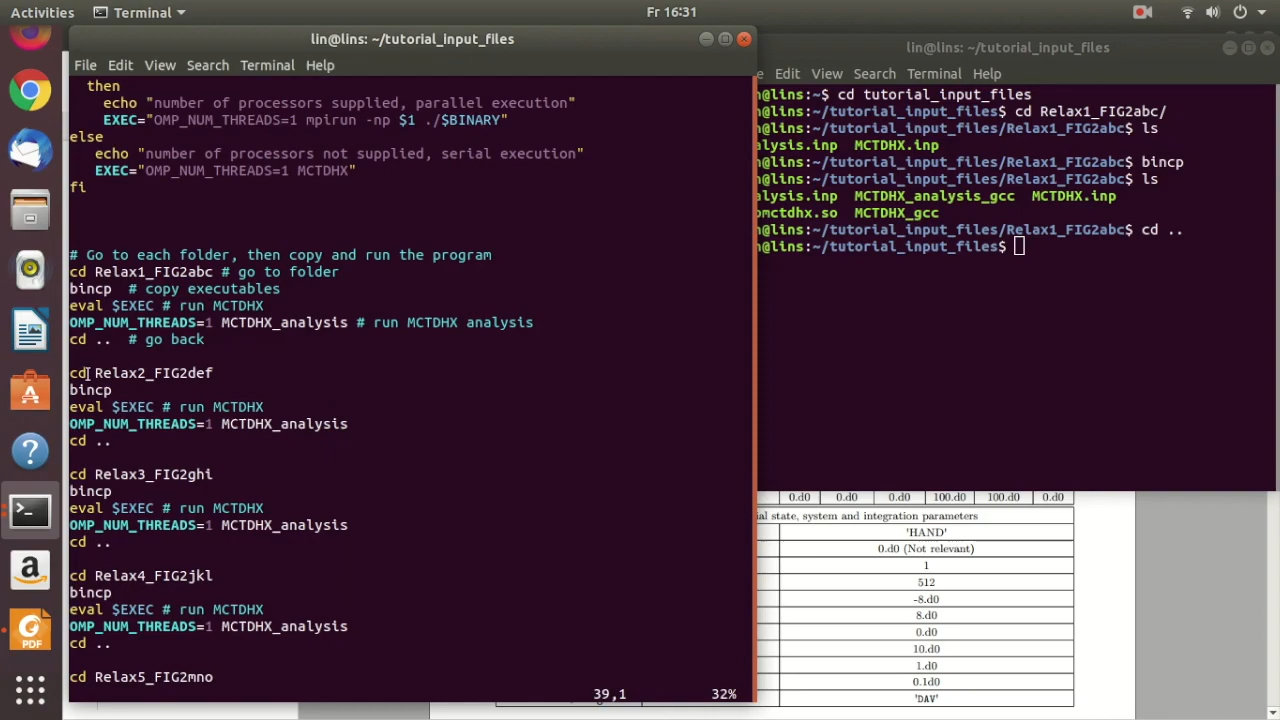 Activities
Terminal
Fr 16:31
lin@lins: ~/tutorial_input_files
File Edit View Search Terminal Help
then
echo "number of processors supplied, parallel execution"
EXEC="OMP_NUM_THREADS=1 mpirun -np $1 ./$BINARY"
else
echo "number of processors not supplied, serial execution"
EXEC="OMP_NUM_THREADS=1 MCTDHX"
fi
# Go to each folder, then copy and run the program
cd Relax1_FIG2abc # go to folder
bincp # copy executables
eval $EXEC # run MCTDHX
OMP_NUM_THREADS=1 MCTDHX_analysis # run MCTDHX analysis
cd .. # go back
cd Relax2_FIG2def
bincp
eval $EXEC # run MCTDHX
OMP_NUM_THREADS=1 MCTDHX_analysis
cd ..
cd Relax3_FIG2ghi
bincp
eval $EXEC # run MCTDHX
OMP_NUM_THREADS=1 MCTDHX_analysis
cd ..
cd Relax4_FIG2jkl
bincp
eval $EXEC # run MCTDHX
OMP_NUM_THREADS=1 MCTDHX_analysis
cd ..
cd Relax5_FIG2mno
39,1 32%
lin@lins: ~/tutorial_input_files
e Edit View Search Terminal Help
n@lins:~$ cd tutorial_input_files
n@lins:~/tutorial_input_files$ cd Relax1_FIG2abc/
n@lins:~/tutorial_input_files/Relax1_FIG2abc$ ls
alysis.inp MCTDHX.inp
n@lins:~/tutorial_input_files/Relax1_FIG2abc$ bincp
n@lins:~/tutorial_input_files/Relax1_FIG2abc$ ls
alysis.inp MCTDHX_analysis_gcc MCTDHX.inp
omctdhx.so MCTDHX_gcc
n@lins:~/tutorial_input_files/Relax1_FIG2abc$ cd ..
n@lins:~/tutorial_input_files$
0.d0 0.d0 0.d0 100.d0 100.d0 0.d0
ial state, system and integration parameters
'HAND'
0.d0 (Not relevant)
1
512
-8.d0
8.d0
0.d0
10.d0
1.d0
0.1d0
'DAV'
PDF